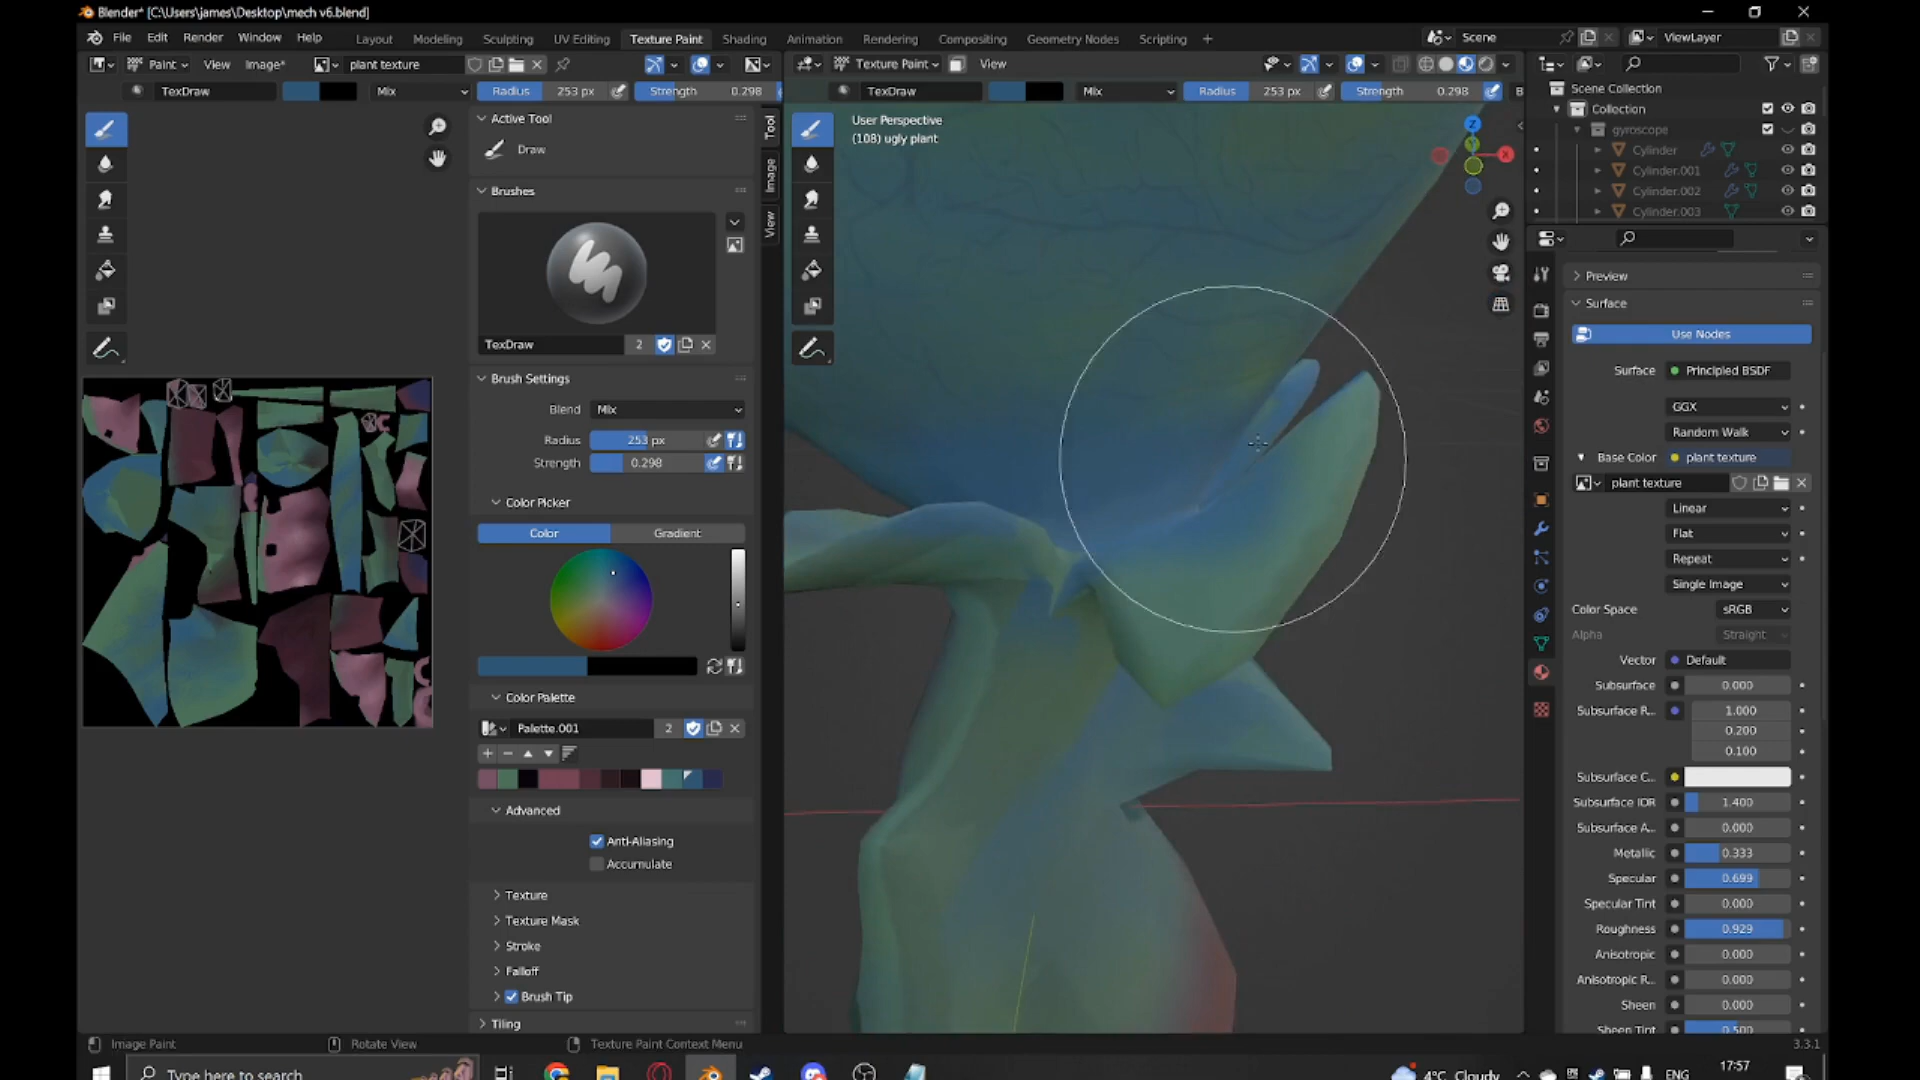 Blender* [C:\Users\james\Desktop\mech v6.blend]
File Edit Render Window Help Layout Modeling Sculpting UV Editing Texture Paint Shading Animation Rendering Compositing Geometry Nodes Scripting + Scene ViewLayer
Paint View Image* plant texture Texture Paint View
TexDraw Mix Radius 253 px Strength 0.298 TexDraw Mix Radius 253 px Strength 0.298
Scene Collection
Collection
gyroscope
Cylinder
Cylinder.001
Cylinder.002
Cylinder.003
Active Tool
Draw
Brushes
TexDraw 2
Tool
Image
View
User Perspective
(108) ugly plant
Z
Y
X
Brush Settings
Blend Mix
Radius 253 px
Strength 0.298
Color Picker
Color Gradient
Color Palette
Palette.001 2
Advanced
Anti-Aliasing
Accumulate
Texture
Texture Mask
Stroke
Falloff
Brush Tip
Tiling
Preview
Surface
Use Nodes
Surface Principled BSDF
GGX
Random Walk
Base Color plant texture
plant texture
Linear
Flat
Repeat
Single Image
Color Space sRGB
Alpha Straight
Vector Default
Subsurface 0.000
Subsurface R... 1.000
0.200
0.100
Subsurface C...
Subsurface IOR 1.400
Subsurface A... 0.000
Metallic 0.333
Specular 0.699
Specular Tint 0.000
Roughness 0.929
Anisotropic 0.000
Anisotropic R... 0.000
Sheen 0.000
Sheen Tint 0.500
Image Paint Rotate View Texture Paint Context Menu 3.3.1
Type here to search 4°C Cloudy ENG 17:57